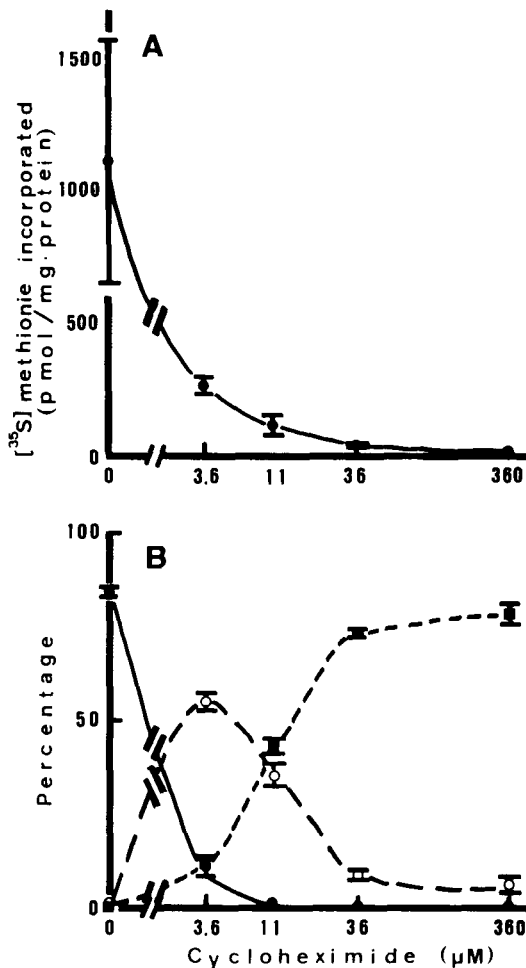 A
[35S] methionie incorporated
(pmol/mg·protein)
1500
1000
500
0
0 3.6 11 36 360
B
Percentage
100
50
0
0 3.6 11 36 360
Cycloheximide (μM)